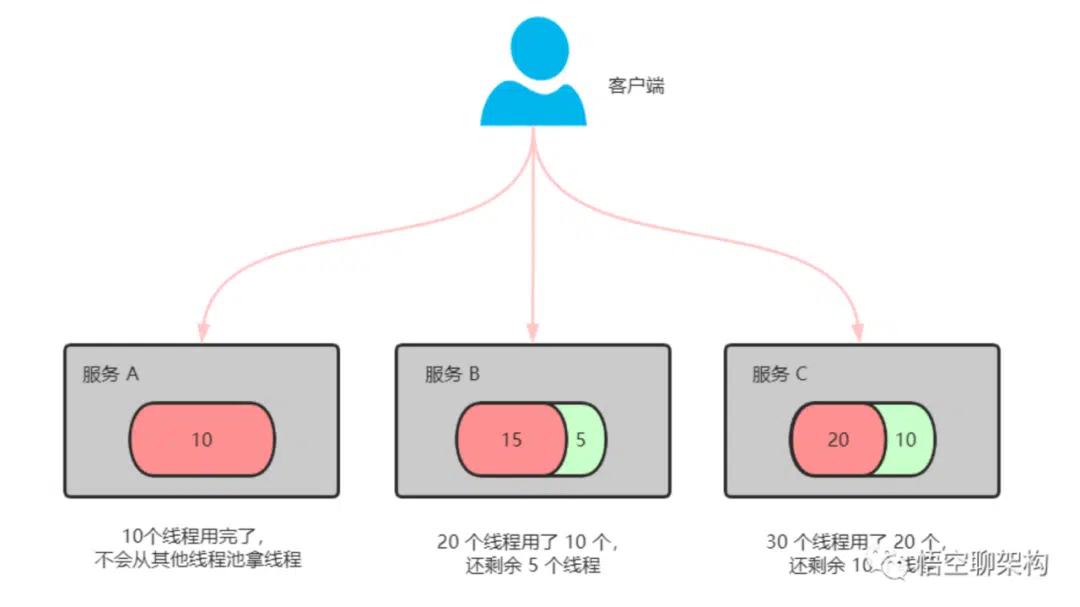 客户端
服务 A
服务 B
服务 C
10
15
5
20
10
10个线程用完了，
不会从其他线程池拿线程
20 个线程用了 10 个，
还剩余 5 个线程
30 个线程用了 20 个，
还剩余 10
悟空聊架构